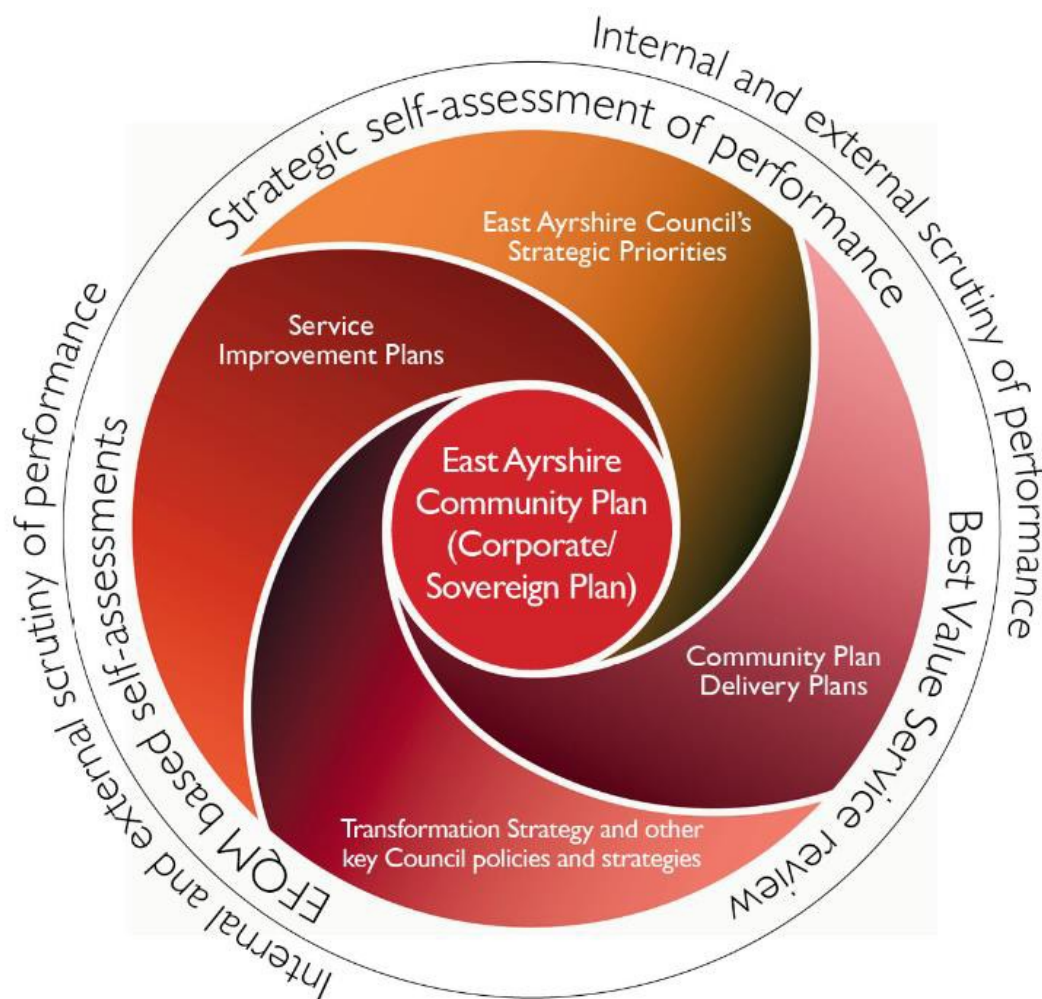 Internal and external scrutiny of performance
Strategic self-assessment of performance
East Ayrshire Council's
Strategic Priorities
Service
Improvement Plans
East Ayrshire
Community Plan
(Corporate/
Sovereign Plan)
Community Plan
Delivery Plans
Transformation Strategy and other
key Council policies and strategies
Best Value Service review
EFQM based self-assessments
Internal and external scrutiny of performance